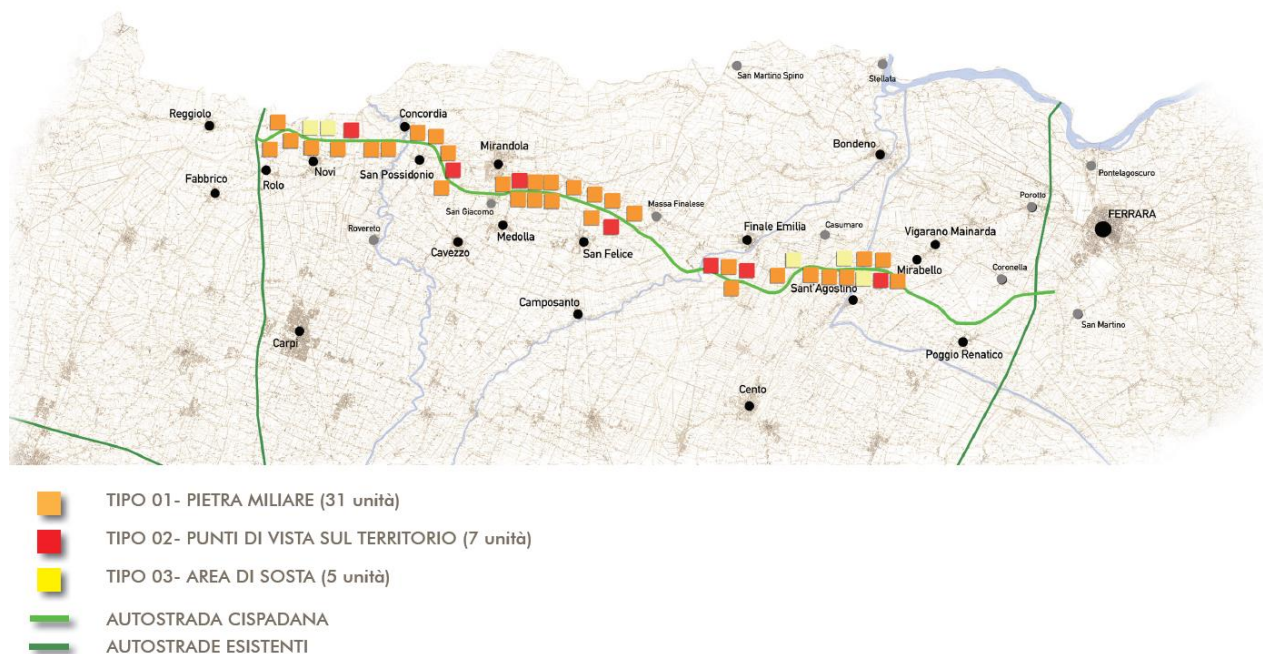 San Martino Spino
Stellata
Reggiolo
Concordia
Bondeno
Mirandola
Pontelagoscuro
Fabbrico
Rolo
Novi
San Possidonio
Massa Finalese
Porotto
FERRARA
San Giacomo
Rovereto
Cavezzo
Medolla
San Felice
Finale Emilia
Casumaro
Vigarano Mainarda
Mirabello
Coronella
Sant'Agostino
Camposanto
San Martino
Carpi
Poggio Renatico
Cento
TIPO 01- PIETRA MILIARE (31 unità)
TIPO 02- PUNTI DI VISTA SUL TERRITORIO (7 unità)
TIPO 03- AREA DI SOSTA (5 unità)
AUTOSTRADA CISPADANA
AUTOSTRADE ESISTENTI